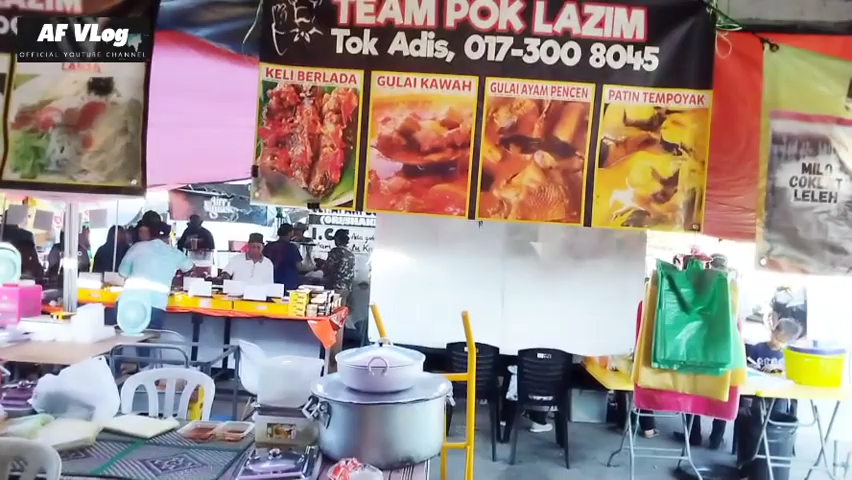 AF VLog
OFFICIAL YOUTUBE CHANNEL
LAKSA
TEAM POK LAZIM
Tok Adis, 017-300 8045
KELI BERLADA
GULAI KAWAH
GULAI AYAM PENCEN
PATIN TEMPOYAK
MILO
COKLAT
LELEH